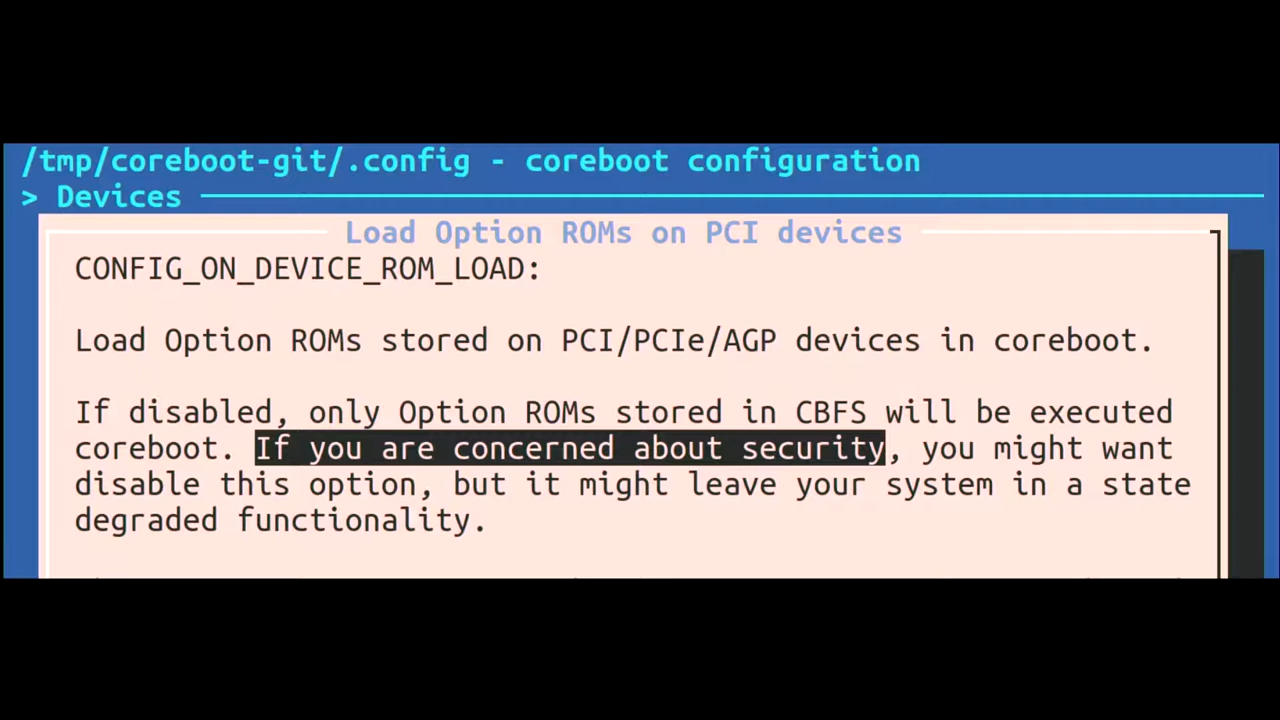 /tmp/coreboot-git/.config - coreboot configuration
> Devices
Load Option ROMs on PCI devices
CONFIG_ON_DEVICE_ROM_LOAD:
Load Option ROMs stored on PCI/PCIe/AGP devices in coreboot.
If disabled, only Option ROMs stored in CBFS will be executed
coreboot. If you are concerned about security, you might want
disable this option, but it might leave your system in a state
degraded functionality.